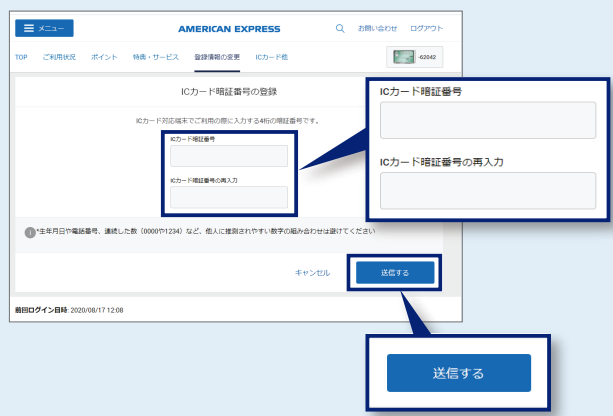 メニュー
AMERICAN EXPRESS
お問い合わせ ログアウト
TOP ご利用状況 ポイント 特典・サービス 登録情報の変更 ICカード他
-62042
ICカード暗証番号の登録
ICカード対応端末でご利用の際に入力する4桁の暗証番号です。
ICカード暗証番号
ICカード暗証番号の再入力
ICカード暗証番号
ICカード暗証番号の再入力
*生年月日や電話番号、連続した数（0000や1234）など、他人に推測されやすい数字の組み合わせは避けてください
キャンセル 送信する
前回ログイン日時: 2020/08/17 12:08
送信する